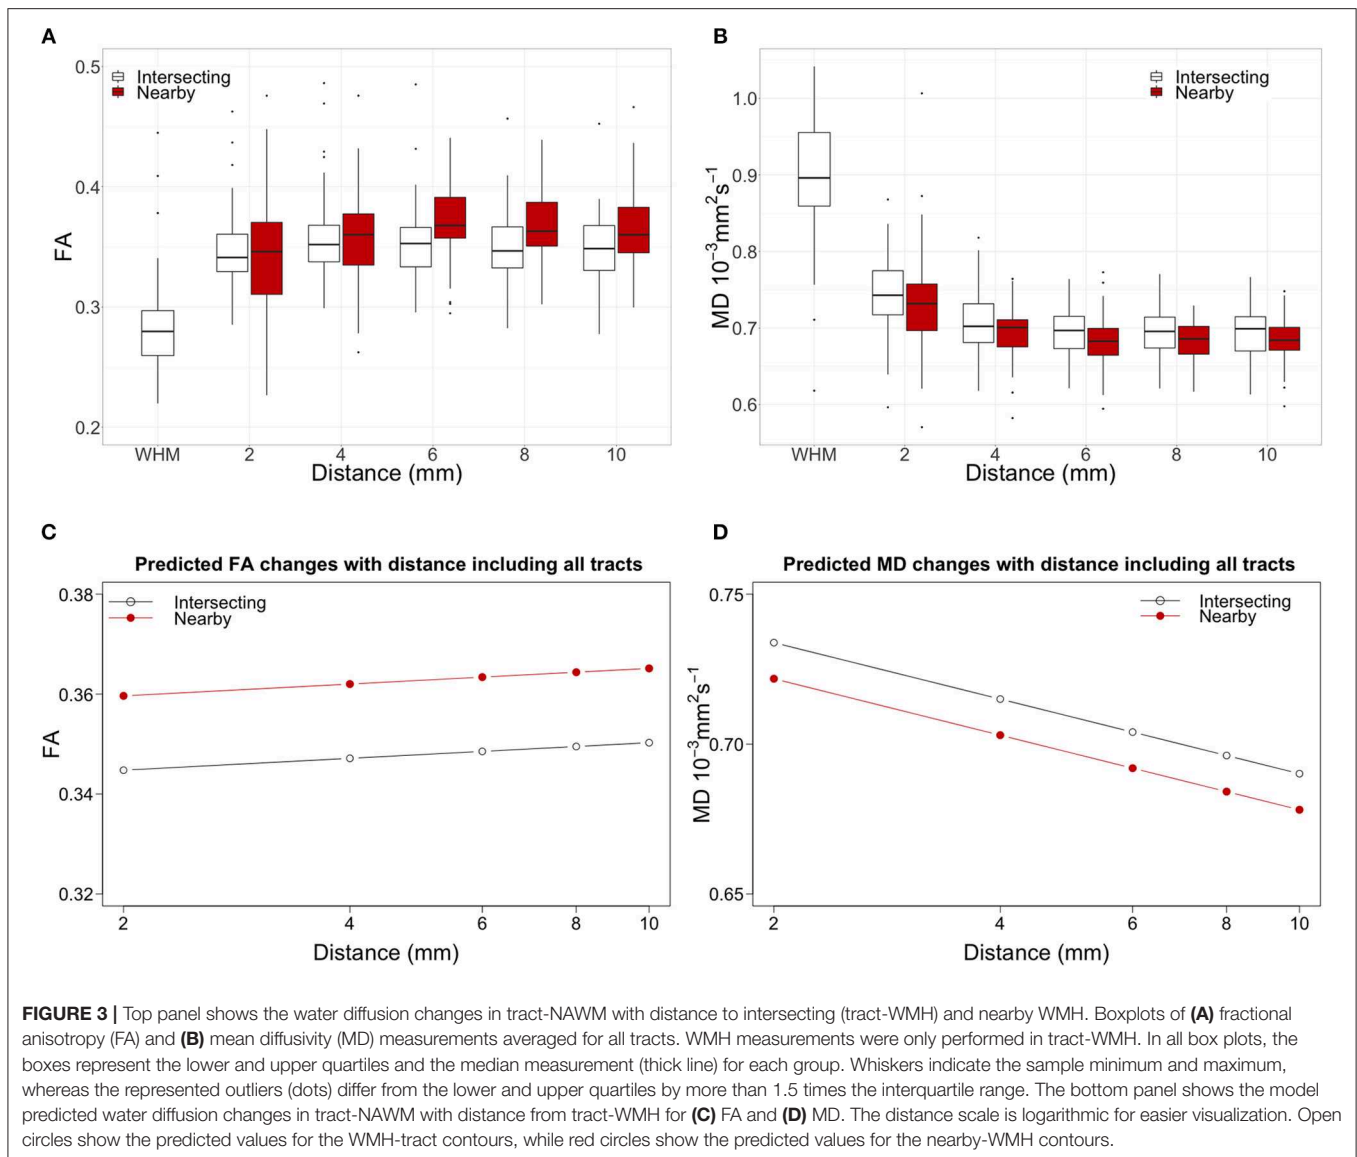 A
0.5
0.4
0.3
0.2
FA
Intersecting
Nearby
WHM 2 4 6 8 10
Distance (mm)
B
1.0
0.9
0.8
0.7
0.6
MD 10⁻³mm²s⁻¹
Intersecting
Nearby
WHM 2 4 6 8 10
Distance (mm)
C
Predicted FA changes with distance including all tracts
0.38
0.36
0.34
0.32
FA
Intersecting
Nearby
2 4 6 8 10
Distance (mm)
D
Predicted MD changes with distance including all tracts
0.75
0.70
0.65
MD 10⁻³mm²s⁻¹
Intersecting
Nearby
2 4 6 8 10
Distance (mm)
FIGURE 3 | Top panel shows the water diffusion changes in tract-NAWM with distance to intersecting (tract-WMH) and nearby WMH. Boxplots of (A) fractional
anisotropy (FA) and (B) mean diffusivity (MD) measurements averaged for all tracts. WMH measurements were only performed in tract-WMH. In all box plots, the
boxes represent the lower and upper quartiles and the median measurement (thick line) for each group. Whiskers indicate the sample minimum and maximum,
whereas the represented outliers (dots) differ from the lower and upper quartiles by more than 1.5 times the interquartile range. The bottom panel shows the model
predicted water diffusion changes in tract-NAWM with distance from tract-WMH for (C) FA and (D) MD. The distance scale is logarithmic for easier visualization. Open
circles show the predicted values for the WMH-tract contours, while red circles show the predicted values for the nearby-WMH contours.